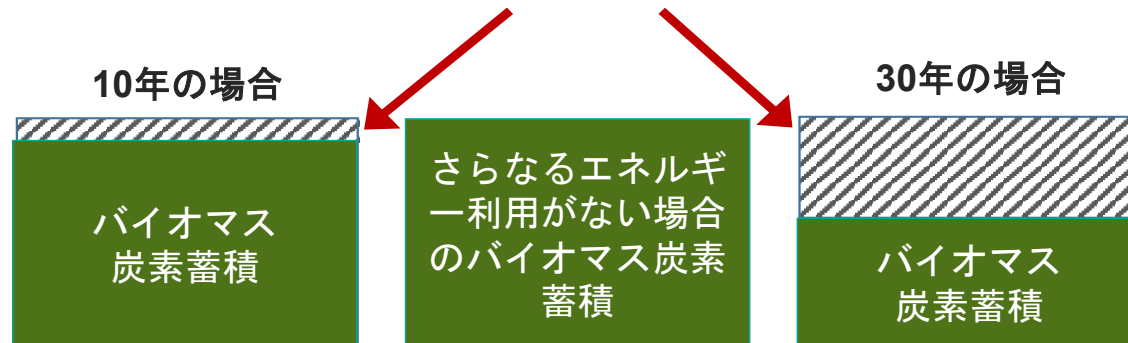 10年の場合
30年の場合
バイオマス
炭素蓄積
さらなるエネルギ
ー利用がない場合
のバイオマス炭素
蓄積
バイオマス
炭素蓄積